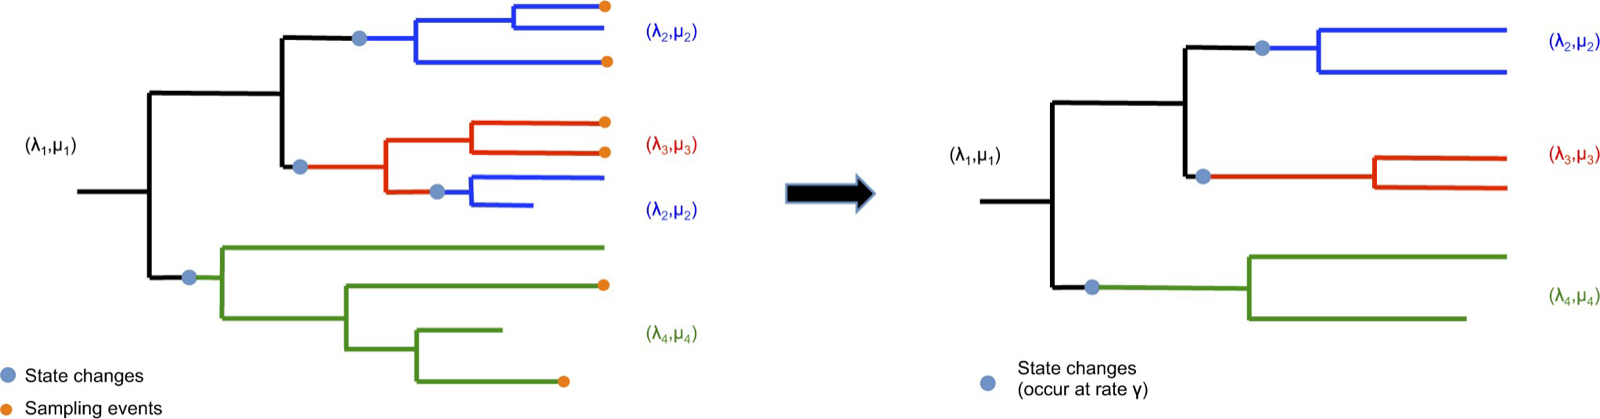 (λ₁,μ₁)
(λ₂,μ₂)
(λ₃,μ₃)
(λ₂,μ₂)
(λ₄,μ₄)
State changes
Sampling events
(λ₁,μ₁)
(λ₂,μ₂)
(λ₃,μ₃)
(λ₄,μ₄)
State changes
(occur at rate γ)